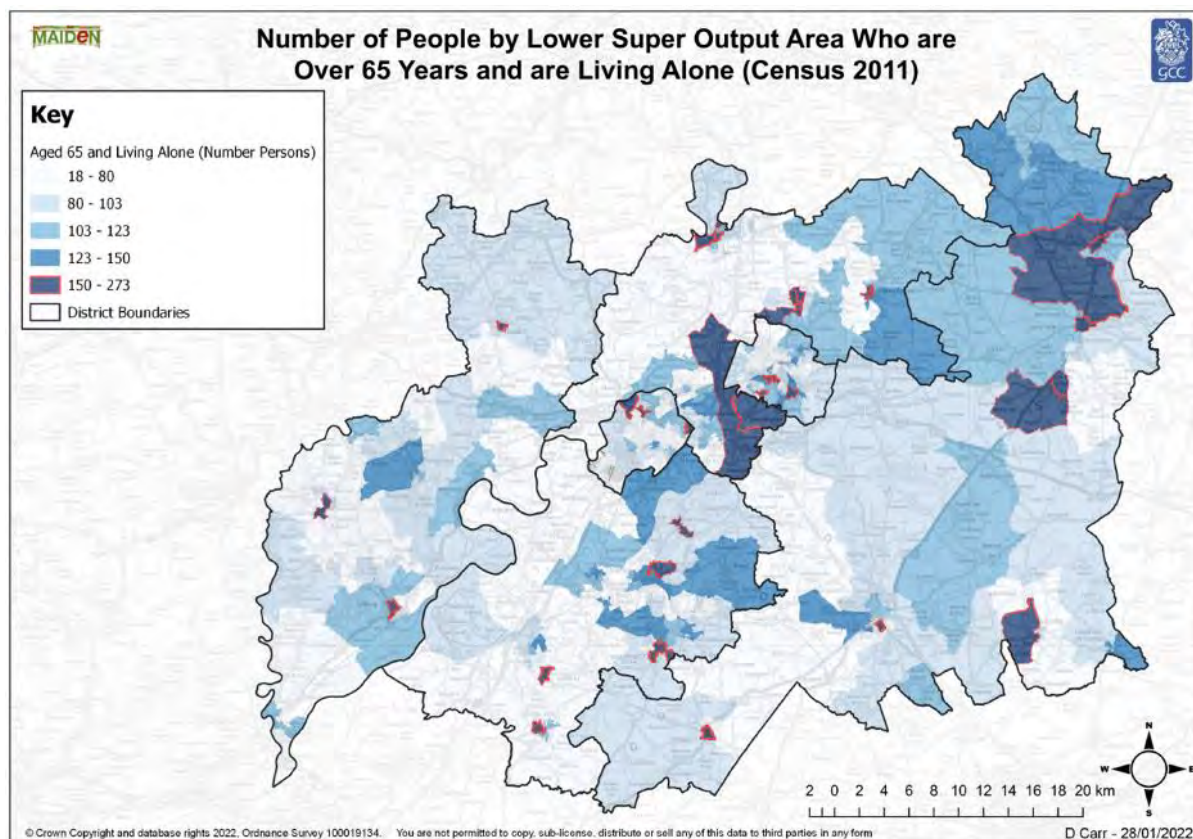 MAIDEN
Number of People by Lower Super Output Area Who are
Over 65 Years and are Living Alone (Census 2011)
GCC
Key
Aged 65 and Living Alone (Number Persons)
18 - 80
80 - 103
103 - 123
123 - 150
150 - 273
District Boundaries
N
W E
S
2 0 2 4 6 8 10 12 14 16 18 20 km
© Crown Copyright and database rights 2022, Ordnance Survey 100019134. You are not permitted to copy, sub-license, distribute or sell any of this data to third parties in any form
D Carr - 28/01/2022